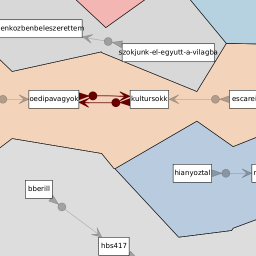 enkozbenbeleszerettem
szokjunk-el-egyutt-a-vilagba
oedipavagyok
kultursokk
escarei
hianyoztal
bberill
hbs417